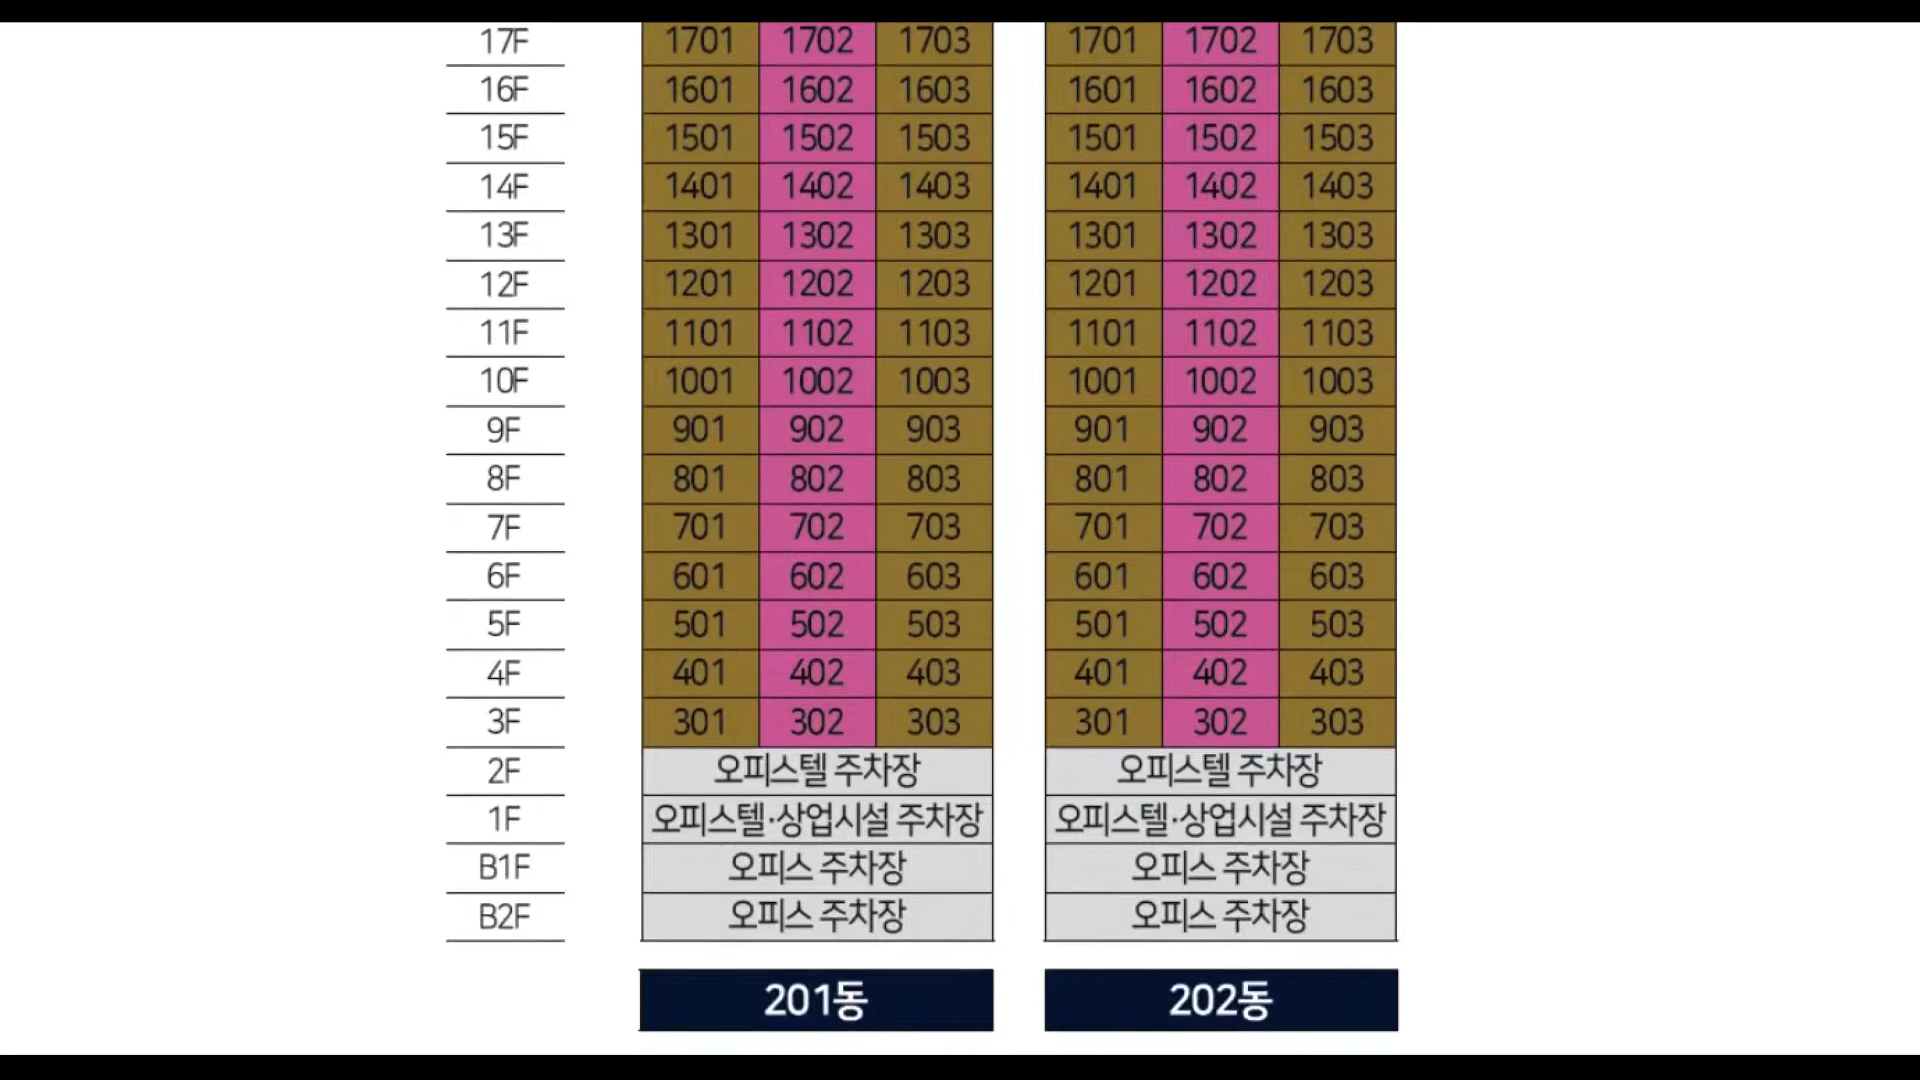 17F 1701 1702 1703 1701 1702 1703
16F 1601 1602 1603 1601 1602 1603
15F 1501 1502 1503 1501 1502 1503
14F 1401 1402 1403 1401 1402 1403
13F 1301 1302 1303 1301 1302 1303
12F 1201 1202 1203 1201 1202 1203
11F 1101 1102 1103 1101 1102 1103
10F 1001 1002 1003 1001 1002 1003
9F 901 902 903 901 902 903
8F 801 802 803 801 802 803
7F 701 702 703 701 702 703
6F 601 602 603 601 602 603
5F 501 502 503 501 502 503
4F 401 402 403 401 402 403
3F 301 302 303 301 302 303
2F 오피스텔 주차장 오피스텔 주차장
1F 오피스텔·상업시설 주차장 오피스텔·상업시설 주차장
B1F 오피스 주차장 오피스 주차장
B2F 오피스 주차장 오피스 주차장
201동 202동